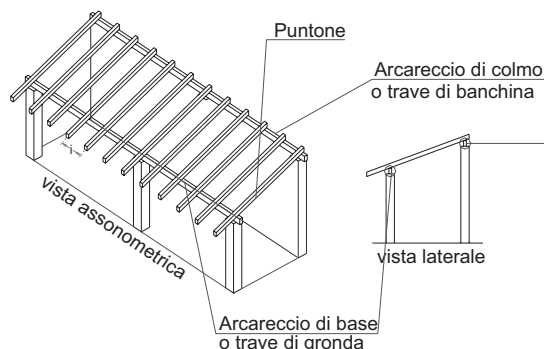 Puntone
Arcareccio di colmo
o trave di banchina
vista assonometrica
vista laterale
Arcareccio di base
o trave di gronda